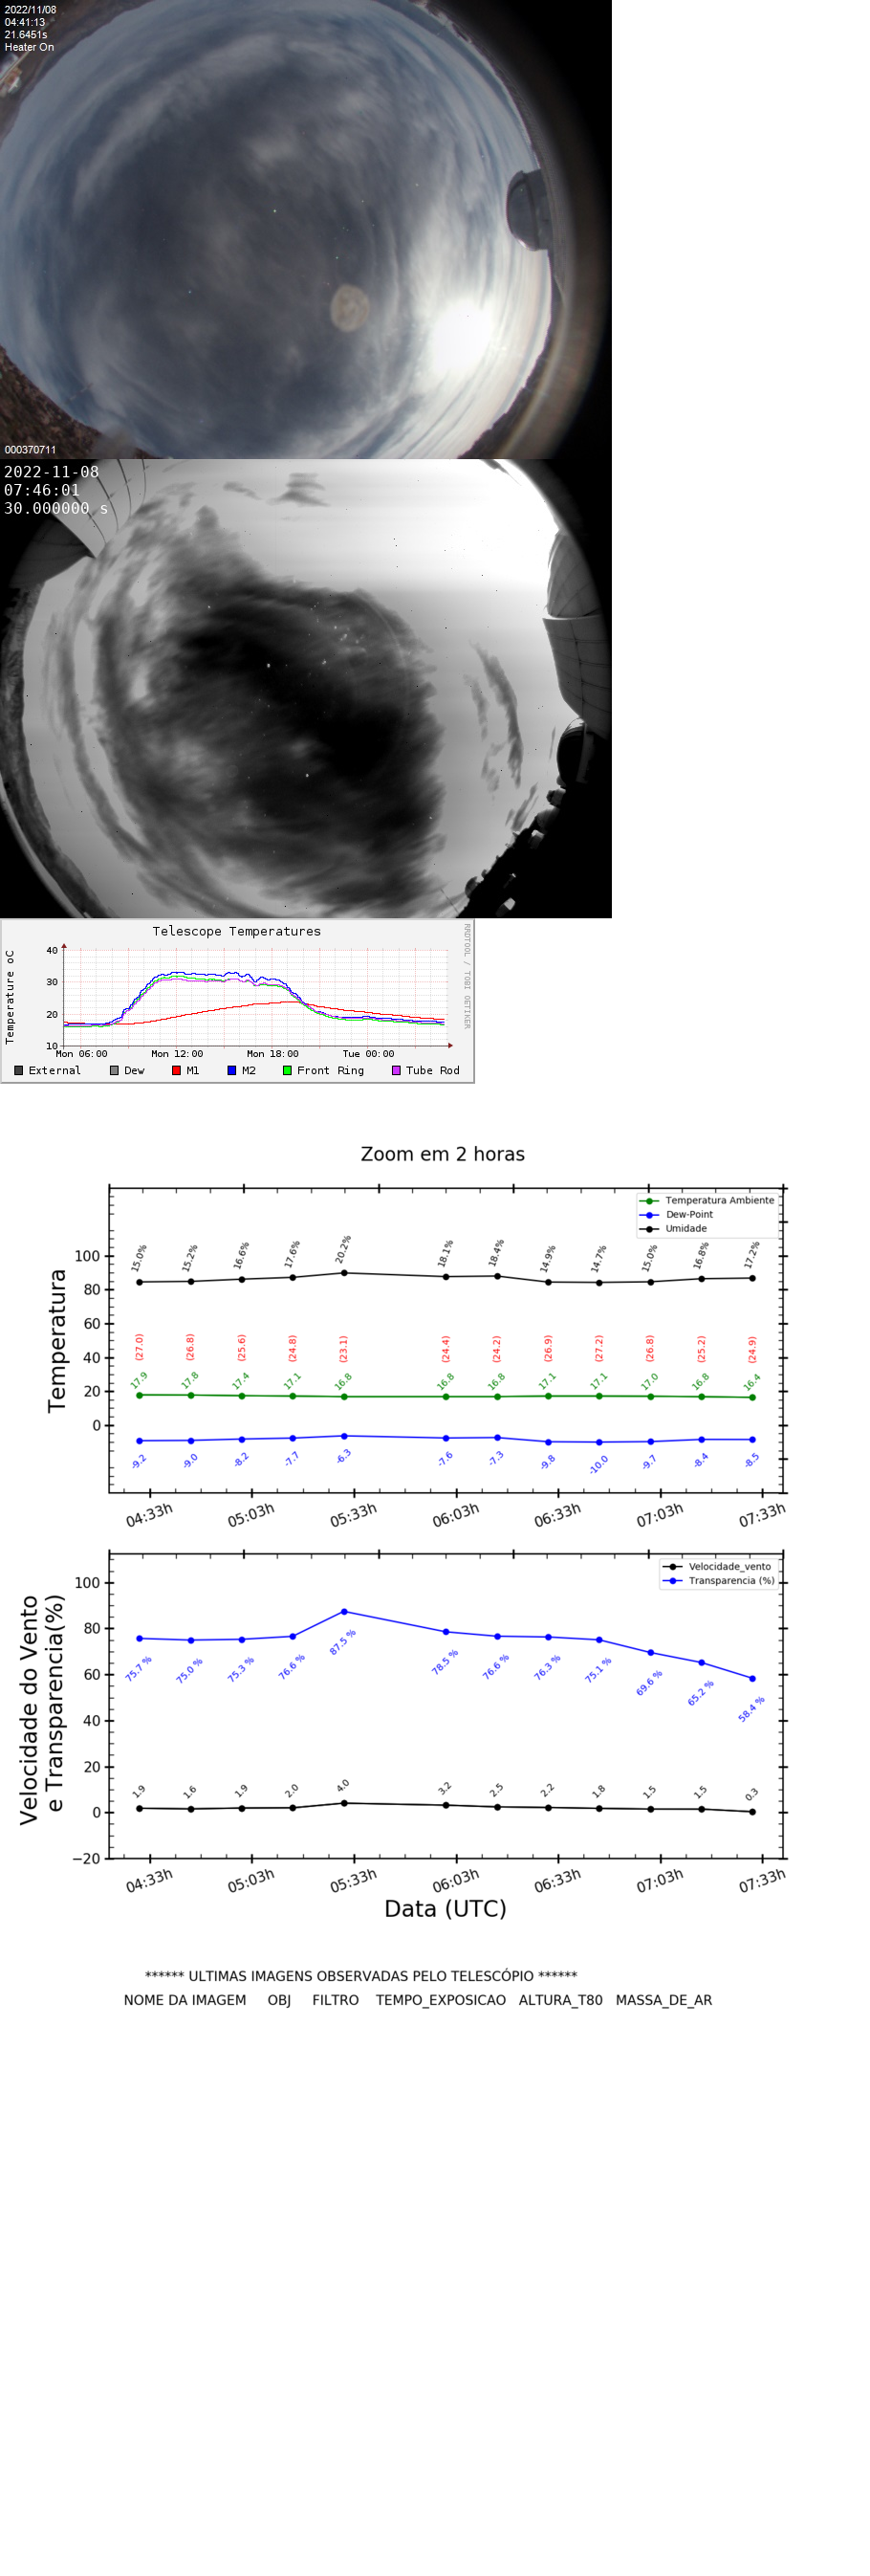 2022/11/08
04:41:13
21.6451s
Heater On
000370711
2022-11-08
07:46:01
30.000000 s
Telescope Temperatures
RRDTOOL / TOBI OETIKER
Temperature oC
40
30
20
10
Mon 06:00 Mon 12:00 Mon 18:00 Tue 00:00
External Dew M1 M2 Front Ring Tube Rod
Zoom em 2 horas
Temperatura Ambiente
Dew-Point
Umidade
Temperatura
100
80
60
40
20
0
15.0% 15.2% 16.6% 17.6% 20.2% 18.1% 18.4% 14.9% 14.7% 15.0% 16.8% 17.2%
(27.0) (26.8) (25.6) (24.8) (23.1) (24.4) (24.2) (26.9) (27.2) (26.8) (25.2) (24.9)
17.9 17.8 17.4 17.1 16.8 16.8 16.8 17.1 17.1 17.0 16.8 16.4
-9.2 -9.0 -8.2 -7.7 -6.3 -7.6 -7.3 -9.8 -10.0 -9.7 -8.4 -8.5
04:33h 05:03h 05:33h 06:03h 06:33h 07:03h 07:33h
Velocidade_vento
Transparencia (%)
Velocidade do Vento
e Transparencia(%)
100
80
60
40
20
0
−20
75.7 % 75.0 % 75.3 % 76.6 % 87.5 % 78.5 % 76.6 % 76.3 % 75.1 % 69.6 % 65.2 % 58.4 %
1.9 1.6 1.9 2.0 4.0 3.2 2.5 2.2 1.8 1.5 1.5 0.3
04:33h 05:03h 05:33h 06:03h 06:33h 07:03h 07:33h
Data (UTC)
****** ULTIMAS IMAGENS OBSERVADAS PELO TELESCÓPIO ******
NOME DA IMAGEM OBJ FILTRO TEMPO_EXPOSICAO ALTURA_T80 MASSA_DE_AR